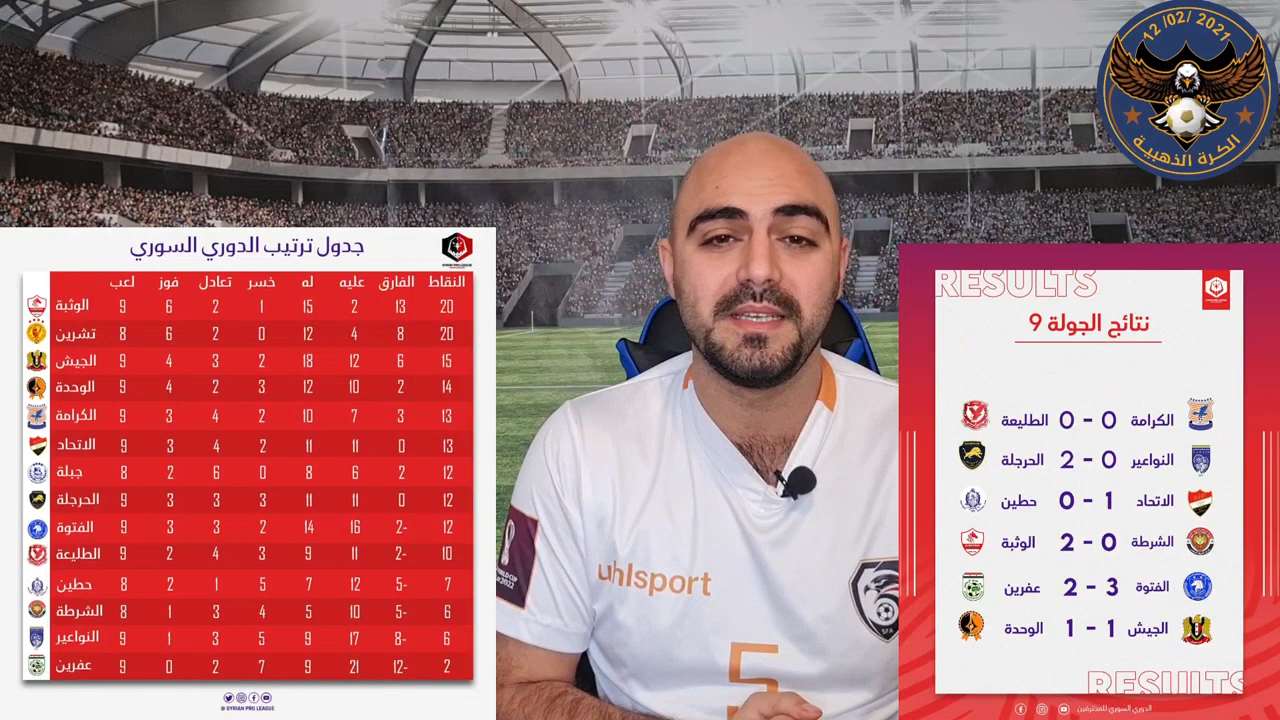 12 /02/ 2021
الكرة الذهبية
جدول ترتيب الدوري السوري
لعب فوز تعادل خسر له عليه الفارق النقاط
الوثبة 9 6 2 1 15 2 13 20
تشرين 8 6 2 0 12 4 8 20
الجيش 9 4 3 2 18 12 6 15
الوحدة 9 4 2 3 12 10 2 14
الكرامة 9 3 4 2 10 7 3 13
الاتحاد 9 3 4 2 11 11 0 13
جبلة 8 2 6 0 8 6 2 12
الحرجلة 9 3 3 3 11 11 0 12
الفتوة 9 3 3 2 14 16 2- 12
الطليعة 9 2 4 3 9 11 2- 10
حطين 8 2 1 5 7 12 5- 7
الشرطة 8 1 3 4 5 10 5- 6
النواعير 9 1 3 5 9 17 8- 6
عفرين 9 0 2 7 9 21 12- 2
@ SYRIAN PRO LEAGUE
uhlsport
5
SFA
RESULTS
نتائج الجولة 9
الكرامة 0 - 0 الطليعة
النواعير 0 - 2 الحرجلة
الاتحاد 1 - 0 حطين
الشرطة 0 - 2 الوثبة
الفتوة 3 - 2 عفرين
الجيش 1 - 1 الوحدة
RESULTS
الدوري السوري للمحترفين